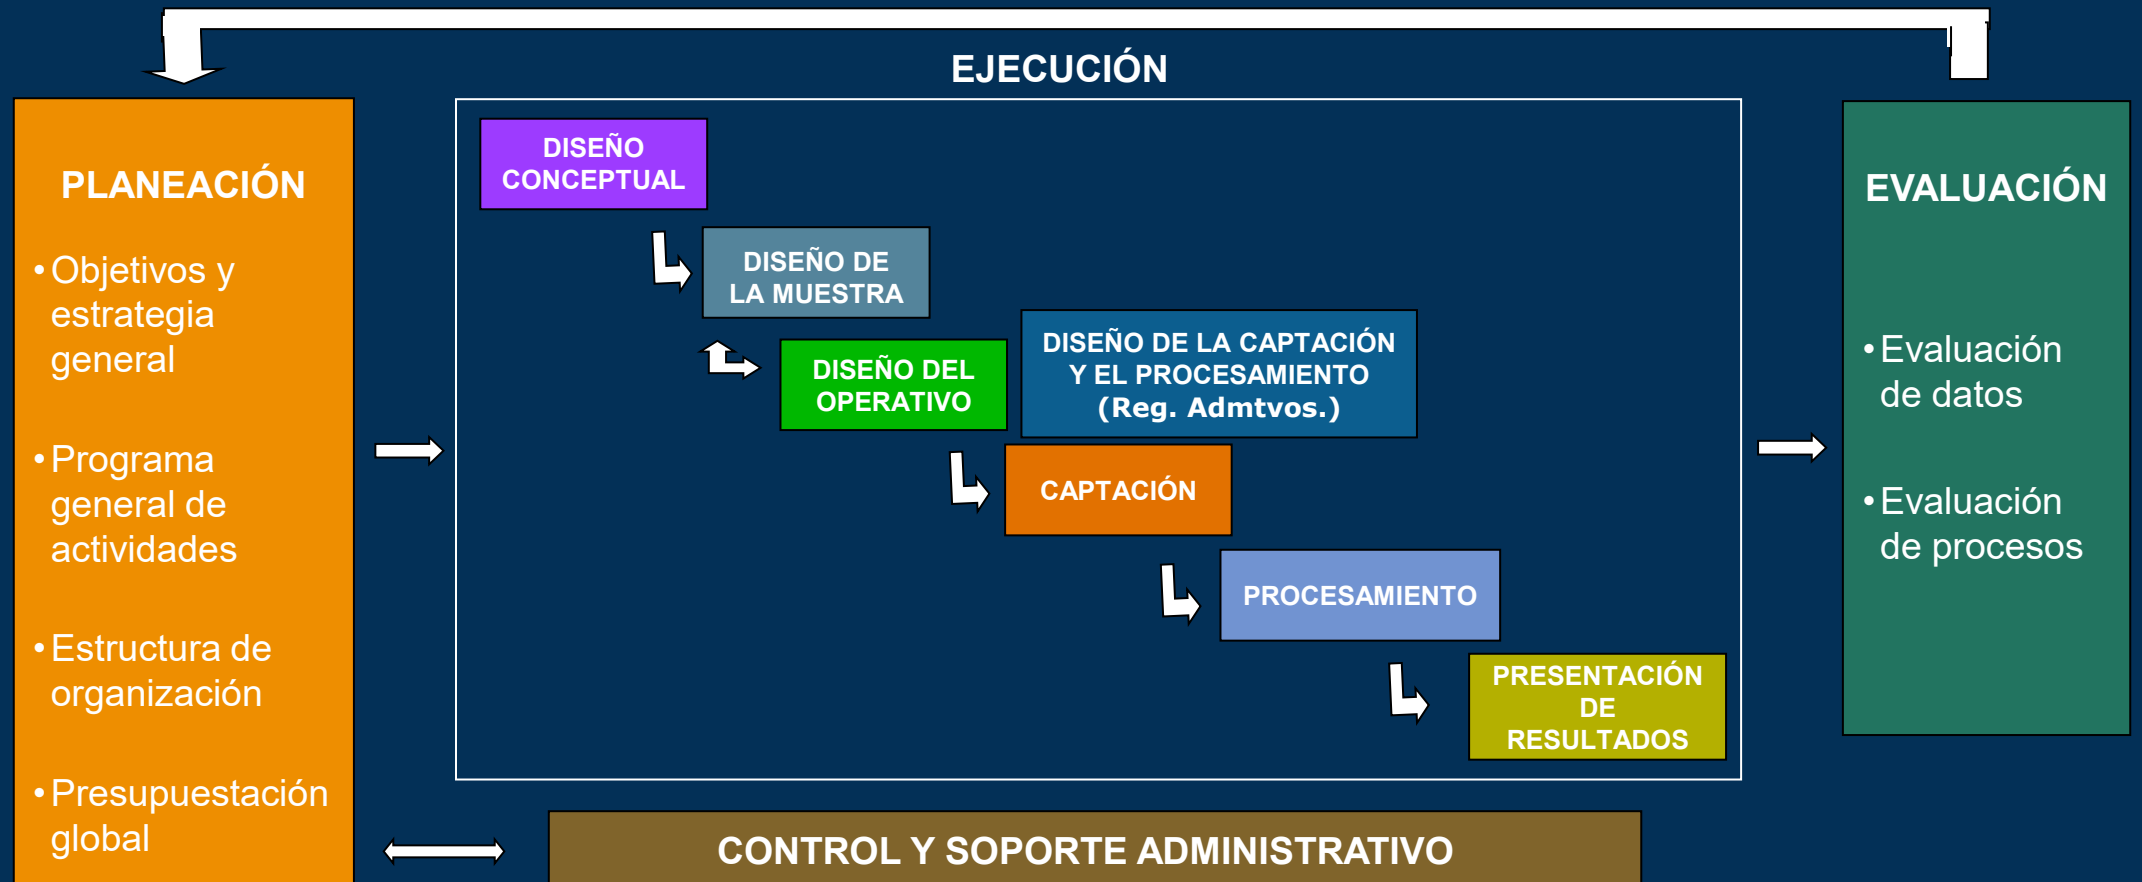 EJECUCIÓN
PLANEACIÓN
• Objetivos y
estrategia
general
• Programa
general de
actividades
• Estructura de
organización
• Presupuestación
global
DISEÑO
CONCEPTUAL
DISEÑO DE
LA MUESTRA
DISEÑO DEL
OPERATIVO
DISEÑO DE LA CAPTACIÓN
Y EL PROCESAMIENTO
(Reg. Admtvos.)
CAPTACIÓN
PROCESAMIENTO
PRESENTACIÓN
DE
RESULTADOS
EVALUACIÓN
• Evaluación
de datos
• Evaluación
de procesos
CONTROL Y SOPORTE ADMINISTRATIVO